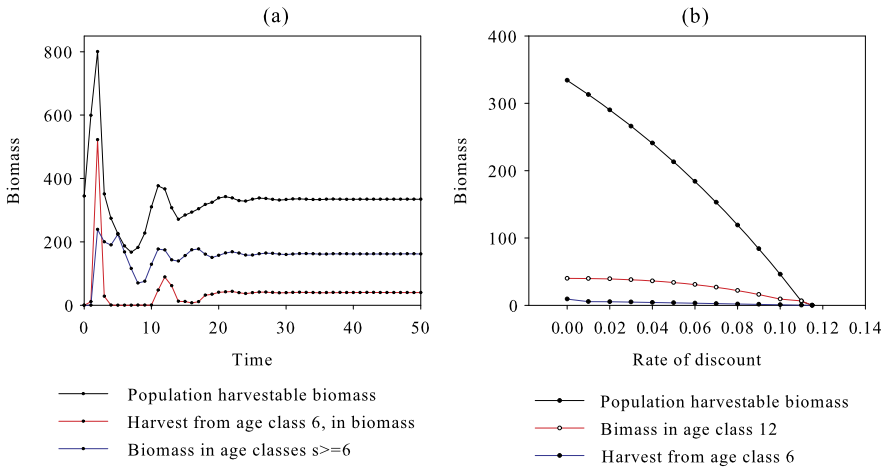 (a)
800
600
400
200
0
0 10 20 30 40 50
Biomass
Time
Population harvestable biomass
Harvest from age class 6, in biomass
Biomass in age classes s>=6
(b)
400
300
200
100
0
0.00 0.02 0.04 0.06 0.08 0.10 0.12 0.14
Biomass
Rate of discount
Population harvestable biomass
Bimass in age class 12
Harvest from age class 6